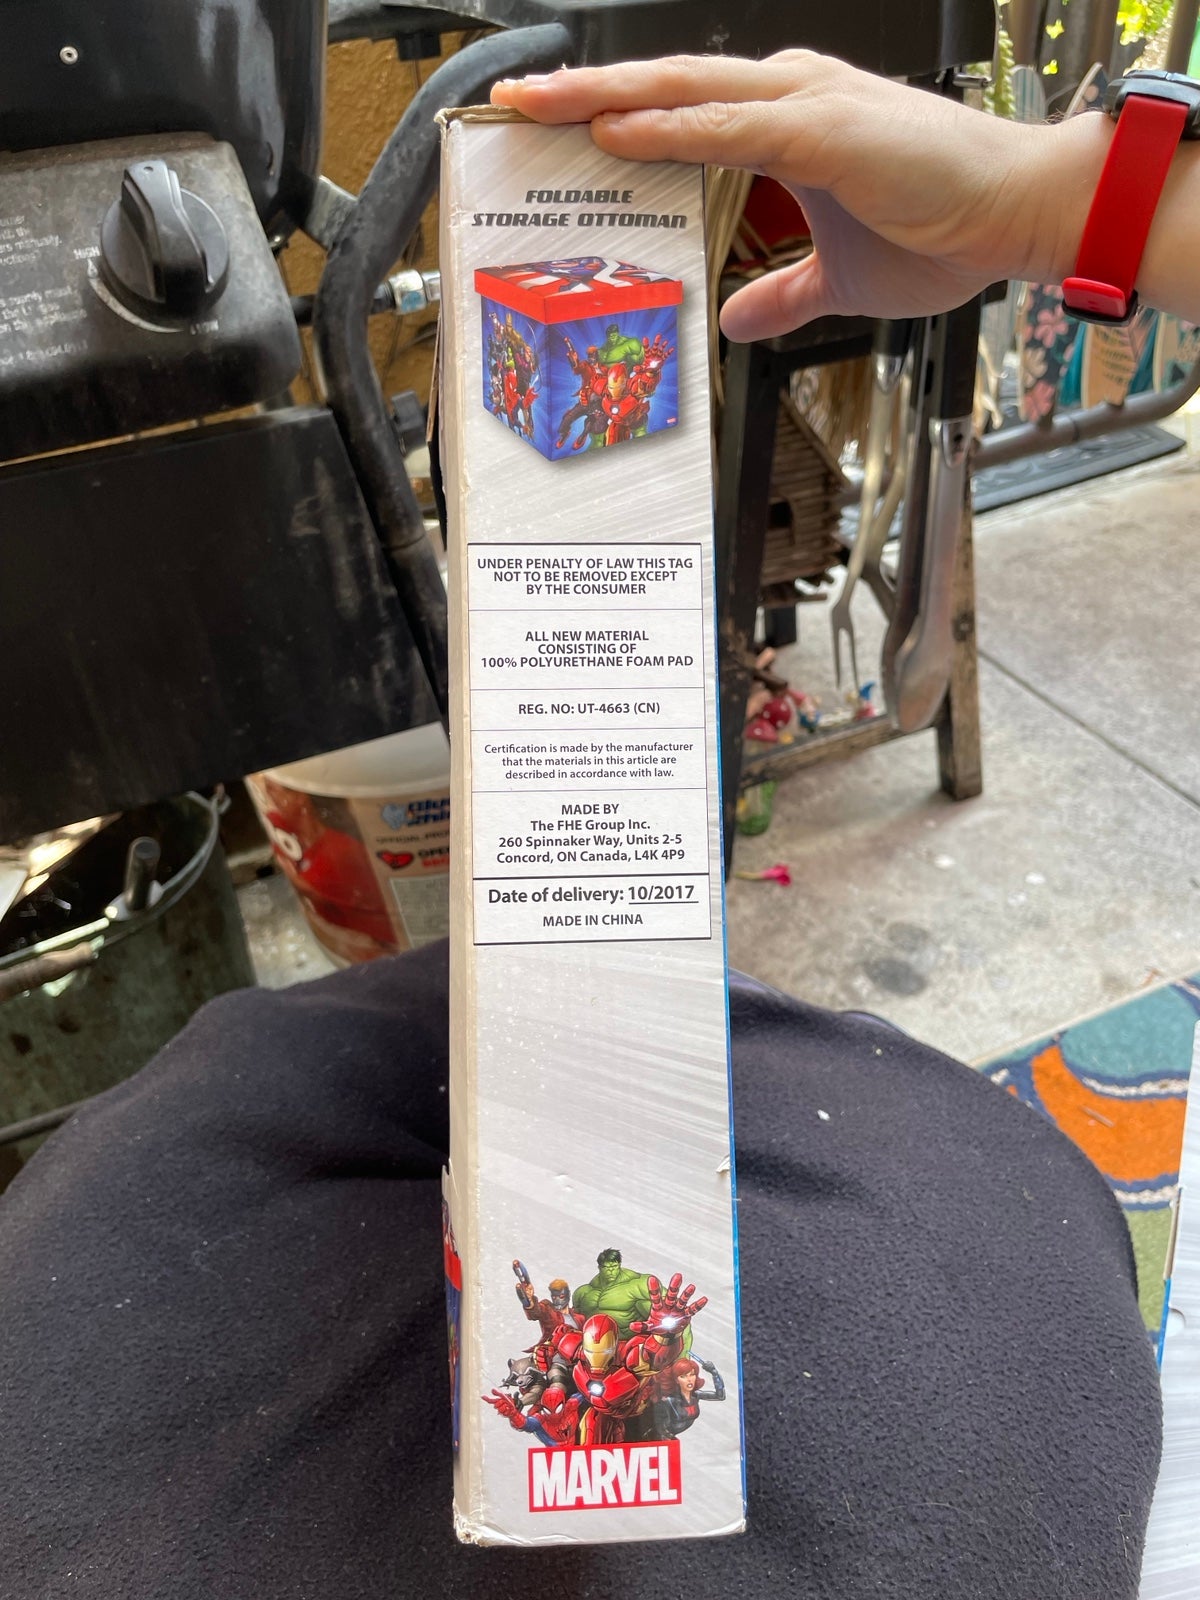 FOLDABLE
STORAGE OTTOMAN
UNDER PENALTY OF LAW THIS TAG
NOT TO BE REMOVED EXCEPT
BY THE CONSUMER
ALL NEW MATERIAL
CONSISTING OF
100% POLYURETHANE FOAM PAD
REG. NO: UT-4663 (CN)
Certification is made by the manufacturer
that the materials in this article are
described in accordance with law.
MADE BY
The FHE Group Inc.
260 Spinnaker Way, Units 2-5
Concord, ON Canada, L4K 4P9
Date of delivery: 10/2017
MADE IN CHINA
MARVEL
HIGH
LOW